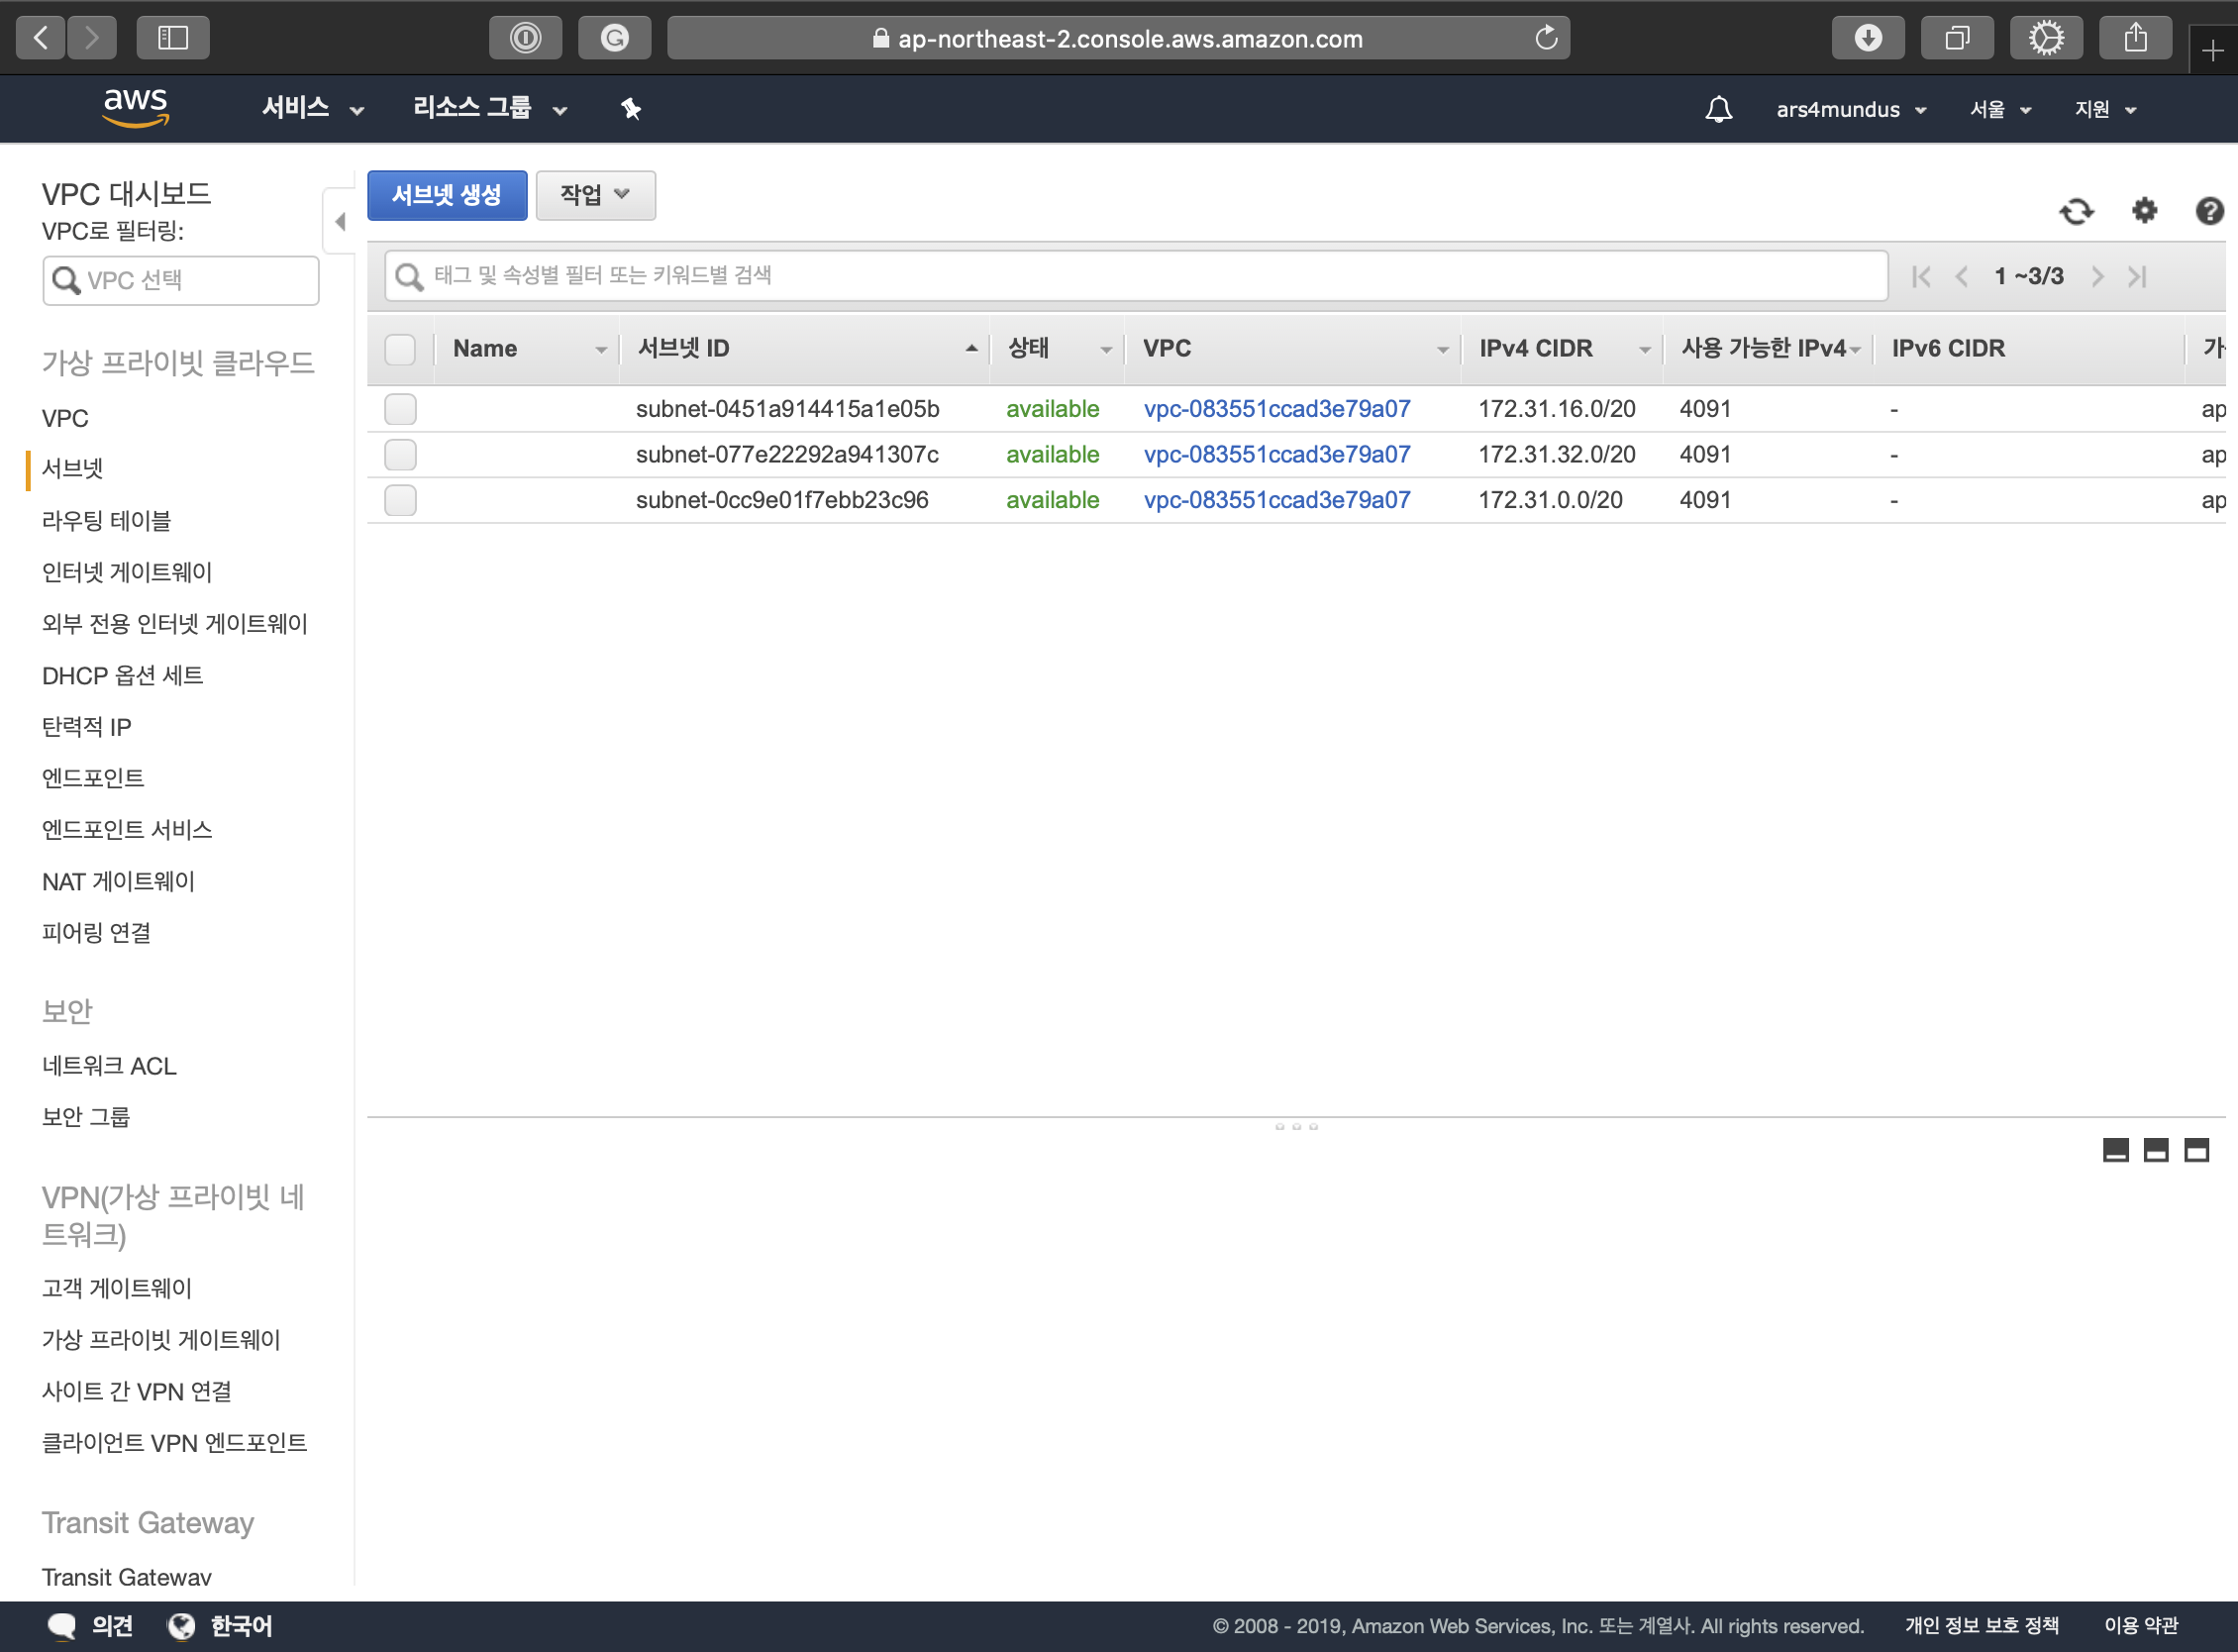 ap-northeast-2.console.aws.amazon.com
aws 서비스 리소스 그룹 ars4mundus 서울 지원
VPC 대시보드
VPC로 필터링:
VPC 선택
가상 프라이빗 클라우드
VPC
서브넷
라우팅 테이블
인터넷 게이트웨이
외부 전용 인터넷 게이트웨이
DHCP 옵션 세트
탄력적 IP
엔드포인트
엔드포인트 서비스
NAT 게이트웨이
피어링 연결
보안
네트워크 ACL
보안 그룹
VPN(가상 프라이빗 네
트워크)
고객 게이트웨이
가상 프라이빗 게이트웨이
사이트 간 VPN 연결
클라이언트 VPN 엔드포인트
Transit Gateway
Transit Gateway
서브넷 생성 작업
태그 및 속성별 필터 또는 키워드별 검색 1 ~3/3
Name 서브넷 ID 상태 VPC IPv4 CIDR 사용 가능한 IPv4 IPv6 CIDR 가
subnet-0451a914415a1e05b available vpc-083551ccad3e79a07 172.31.16.0/20 4091 - ap
subnet-077e22292a941307c available vpc-083551ccad3e79a07 172.31.32.0/20 4091 - ap
subnet-0cc9e01f7ebb23c96 available vpc-083551ccad3e79a07 172.31.0.0/20 4091 - ap
의견 한국어 © 2008 - 2019, Amazon Web Services, Inc. 또는 계열사. All rights reserved. 개인 정보 보호 정책 이용 약관